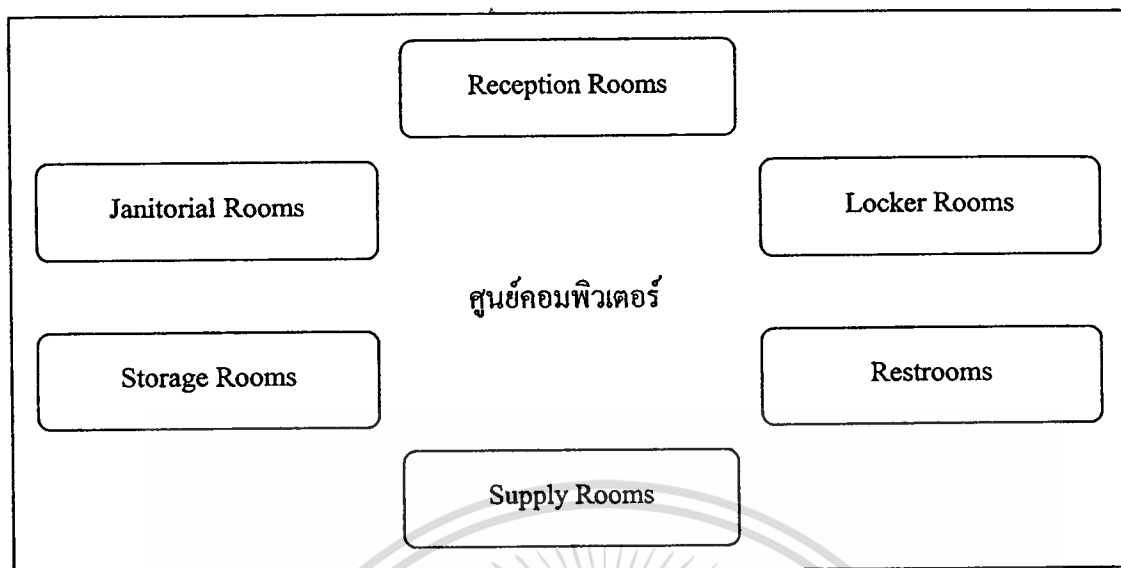 Reception Rooms
Janitorial Rooms
Locker Rooms
ศูนย์คอมพิวเตอร์
Storage Rooms
Restrooms
Supply Rooms